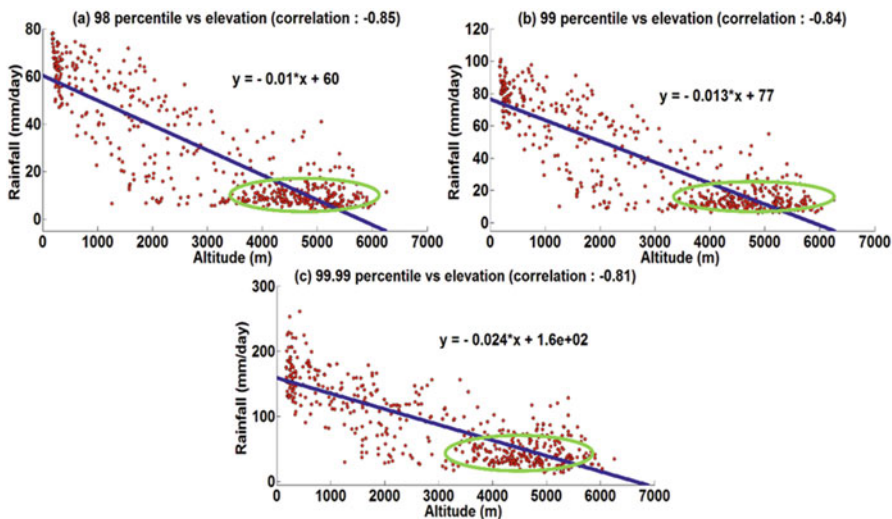 (a) 98 percentile vs elevation (correlation : -0.85)
80
60
40
20
0
Rainfall (mm/day)
y = - 0.01*x + 60
0 1000 2000 3000 4000 5000 6000 7000
Altitude (m)
(b) 99 percentile vs elevation (correlation : -0.84)
120
100
80
60
40
20
0
Rainfall (mm/day)
y = - 0.013*x + 77
0 1000 2000 3000 4000 5000 6000 7000
Altitude (m)
(c) 99.99 percentile vs elevation (correlation : -0.81)
300
200
100
0
Rainfall (mm/day)
y = - 0.024*x + 1.6e+02
0 1000 2000 3000 4000 5000 6000 7000
Altitude (m)